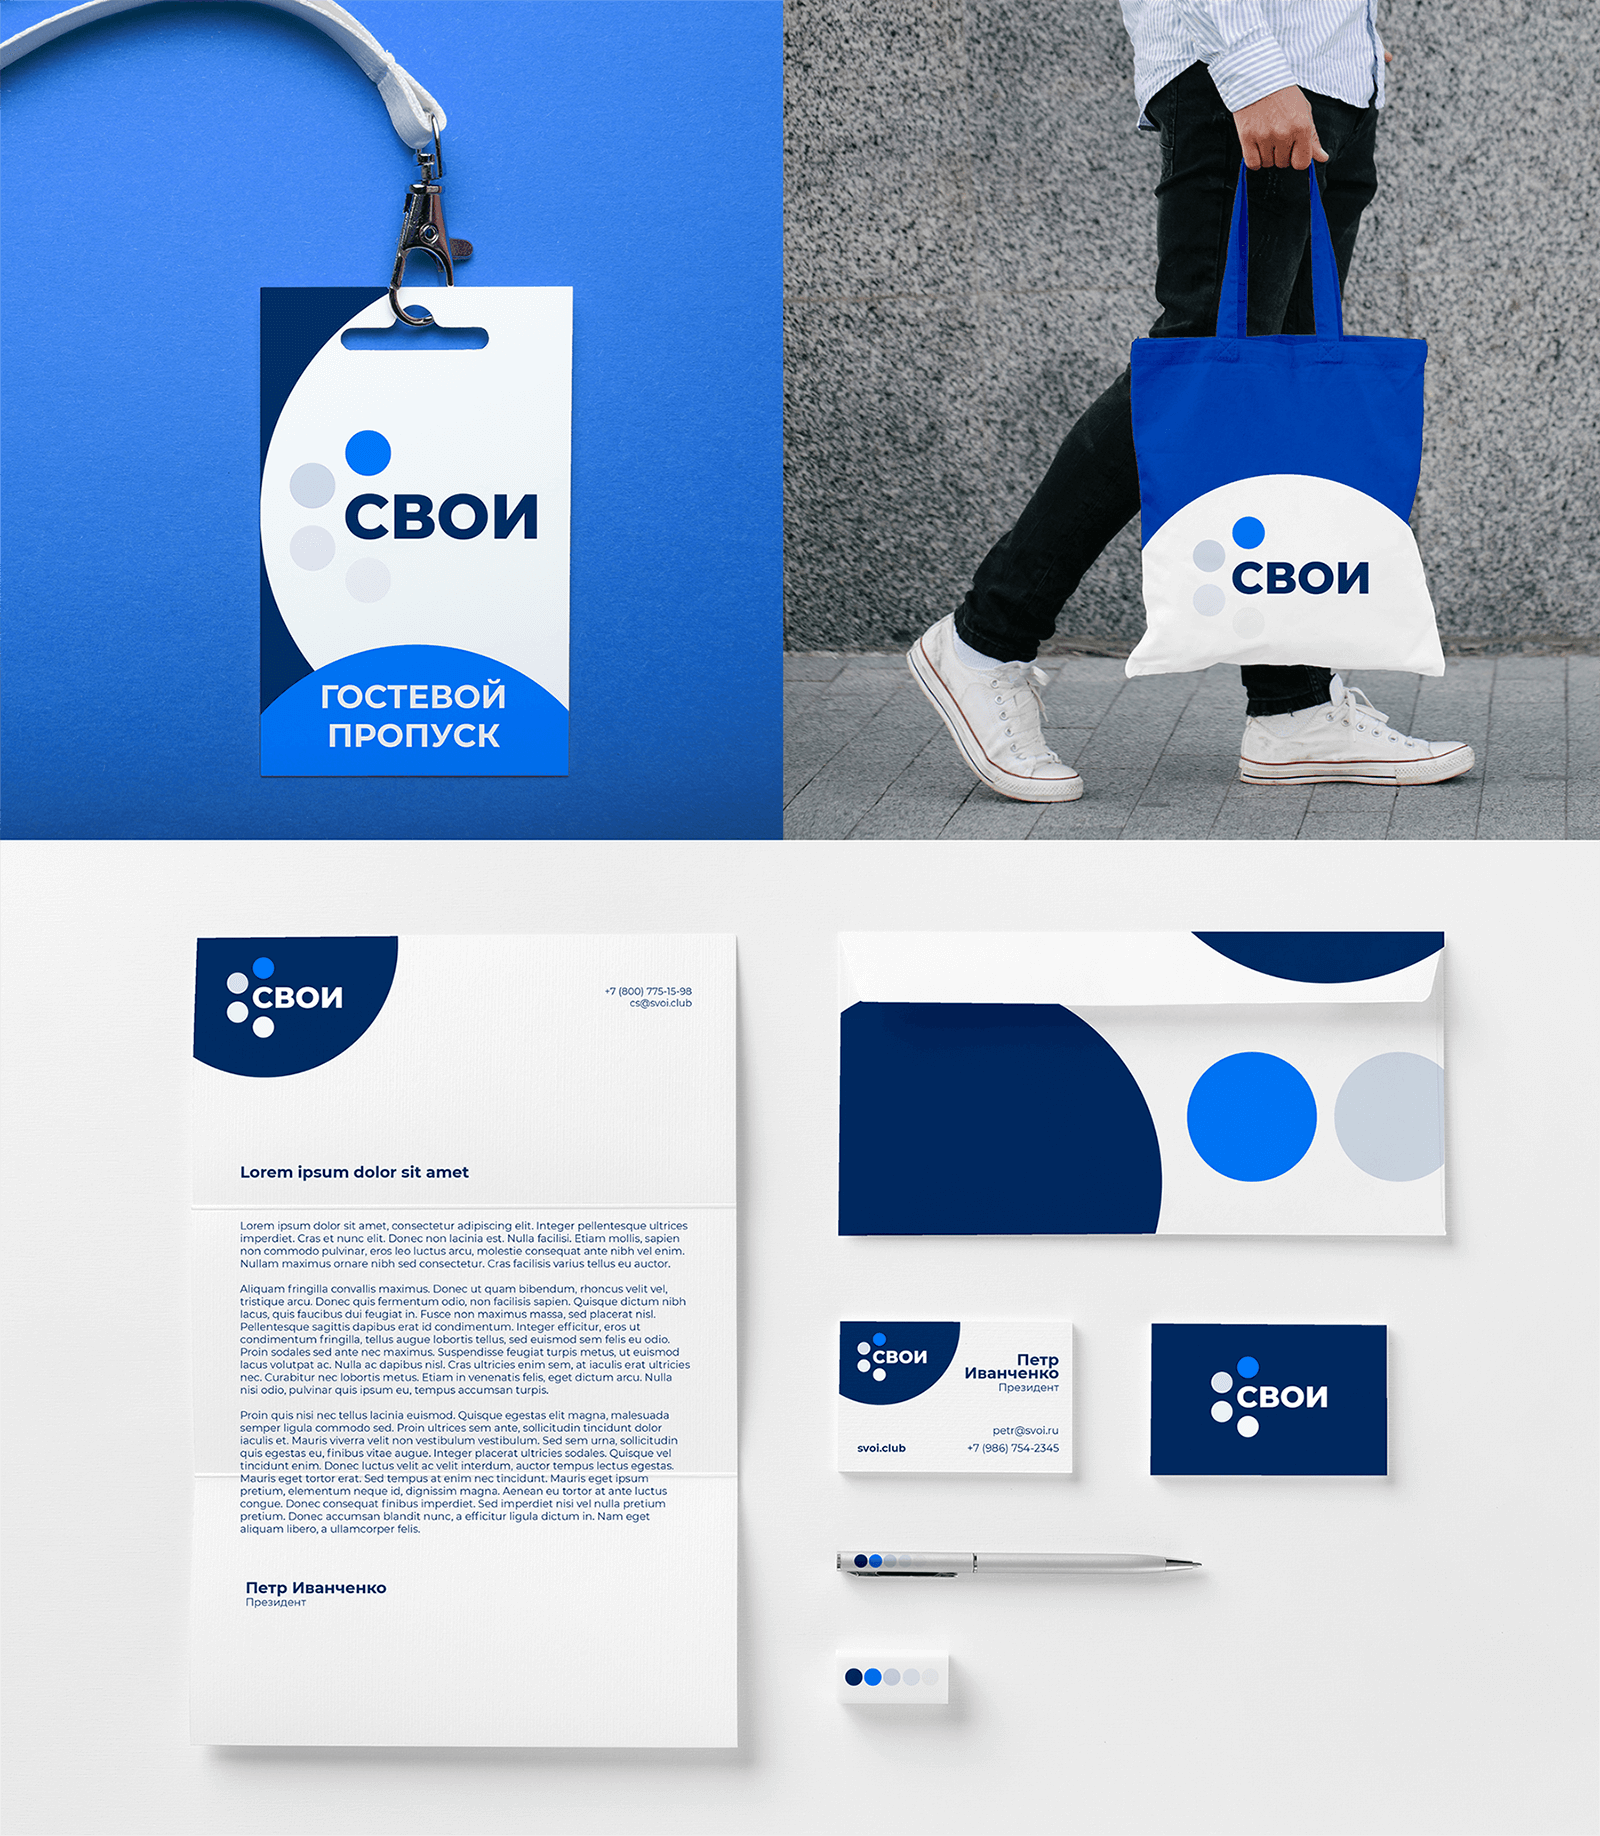 СВОИ
ГОСТЕВОЙ
ПРОПУСК
СВОИ
СВОИ
+7 (800) 775-15-98
cs@svoi.club
Lorem ipsum dolor sit amet
Lorem ipsum dolor sit amet, consectetur adipiscing elit. Integer pellentesque ultrices
imperdiet. Cras et nunc elit. Donec non lacinia est. Nulla facilisi. Etiam mollis, sapien
non commodo pulvinar, eros leo luctus arcu, molestie consequat ante nibh vel enim.
Nullam maximus ornare nibh sed consectetur. Cras facilisis varius tellus eu auctor.
Aliquam fringilla convallis maximus. Donec ut quam bibendum, rhoncus velit vel,
tristique arcu. Donec quis fermentum odio, non facilisis sapien. Quisque dictum nibh
lacus, quis faucibus dui feugiat in. Fusce non maximus massa, sed placerat nisl.
Pellentesque sagittis dapibus erat id condimentum. Integer efficitur, eros ut
condimentum fringilla, tellus augue lobortis tellus, sed euismod sem felis eu odio.
Proin sodales sed ante nec maximus. Suspendisse feugiat turpis metus, ut euismod
lacus volutpat ac. Nulla ac dapibus nisl. Cras ultricies enim sem, at iaculis erat ultricies
nec. Curabitur nec lobortis metus. Etiam in venenatis felis, eget dictum arcu. Nulla
nisi odio, pulvinar quis ipsum eu, tempus accumsan turpis.
Proin quis nisi nec tellus lacinia euismod. Quisque egestas elit magna, malesuada
semper ligula commodo sed. Proin ultrices sem ante, sollicitudin tincidunt dolor
iaculis et. Mauris viverra velit non vestibulum vestibulum. Sed sem urna, sollicitudin
quis egestas eu, finibus vitae augue. Integer placerat ultricies sodales. Quisque vel
tincidunt enim. Donec luctus velit ac velit interdum, auctor tempus lectus egestas.
Mauris eget tortor erat. Sed tempus at enim nec tincidunt. Mauris eget ipsum
pretium, elementum neque id, dignissim magna. Aenean eu tortor at ante luctus
congue. Donec consequat finibus imperdiet. Sed imperdiet nisi vel nulla pretium
pretium. Donec accumsan blandit nunc, a efficitur ligula dictum in. Nam eget
aliquam libero, a ullamcorper felis.
Петр Иванченко
Президент
СВОИ
Петр
Иванченко
Президент
petr@svoi.ru
svoi.club
+7 (986) 754-2345
СВОИ